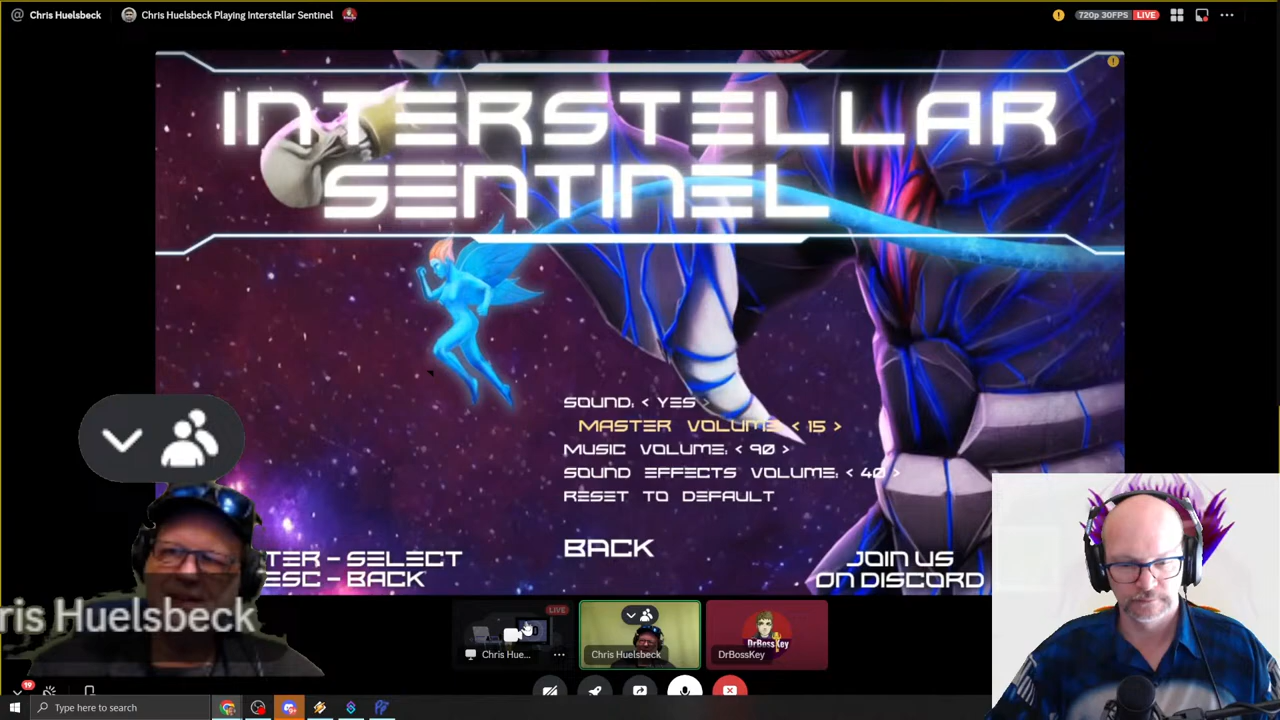 Chris Huelsbeck
Chris Huelsbeck Playing Interstellar Sentinel
720p 30FPS LIVE
INTERSTELLAR
SENTINEL
SOUND: < YES >
MASTER VOLUME: < 15 >
MUSIC VOLUME: < 90 >
SOUND EFFECTS VOLUME: < 40 >
RESET TO DEFAULT
BACK
TER - SELECT
ESC - BACK
JOIN US
ON DISCORD
ris Huelsbeck
LIVE
Chris Hue...
Chris Huelsbeck
DrBossKey
DrBossKey
19
Type here to search